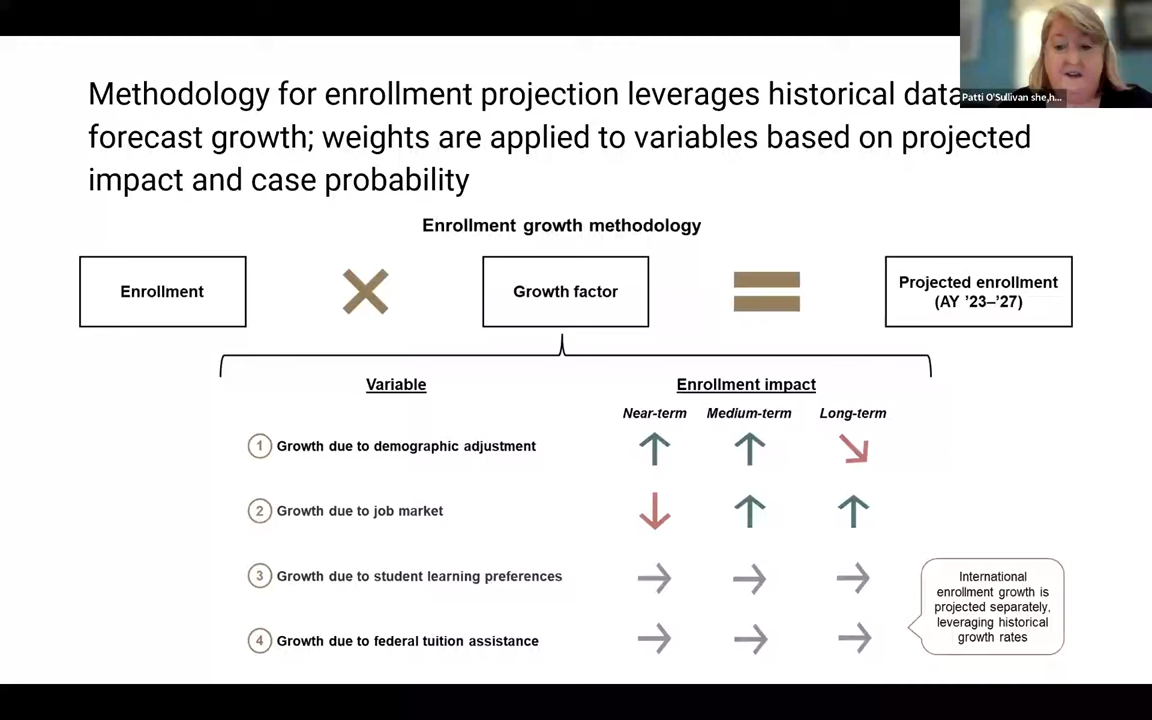 Methodology for enrollment projection leverages historical data
forecast growth; weights are applied to variables based on projected
impact and case probability
Patti O'Sullivan she,h...
Enrollment growth methodology
Enrollment
Growth factor
Projected enrollment
(AY ’23–’27)
Variable
Enrollment impact
Near-term
Medium-term
Long-term
1 Growth due to demographic adjustment
2 Growth due to job market
3 Growth due to student learning preferences
4 Growth due to federal tuition assistance
International
enrollment growth is
projected separately,
leveraging historical
growth rates